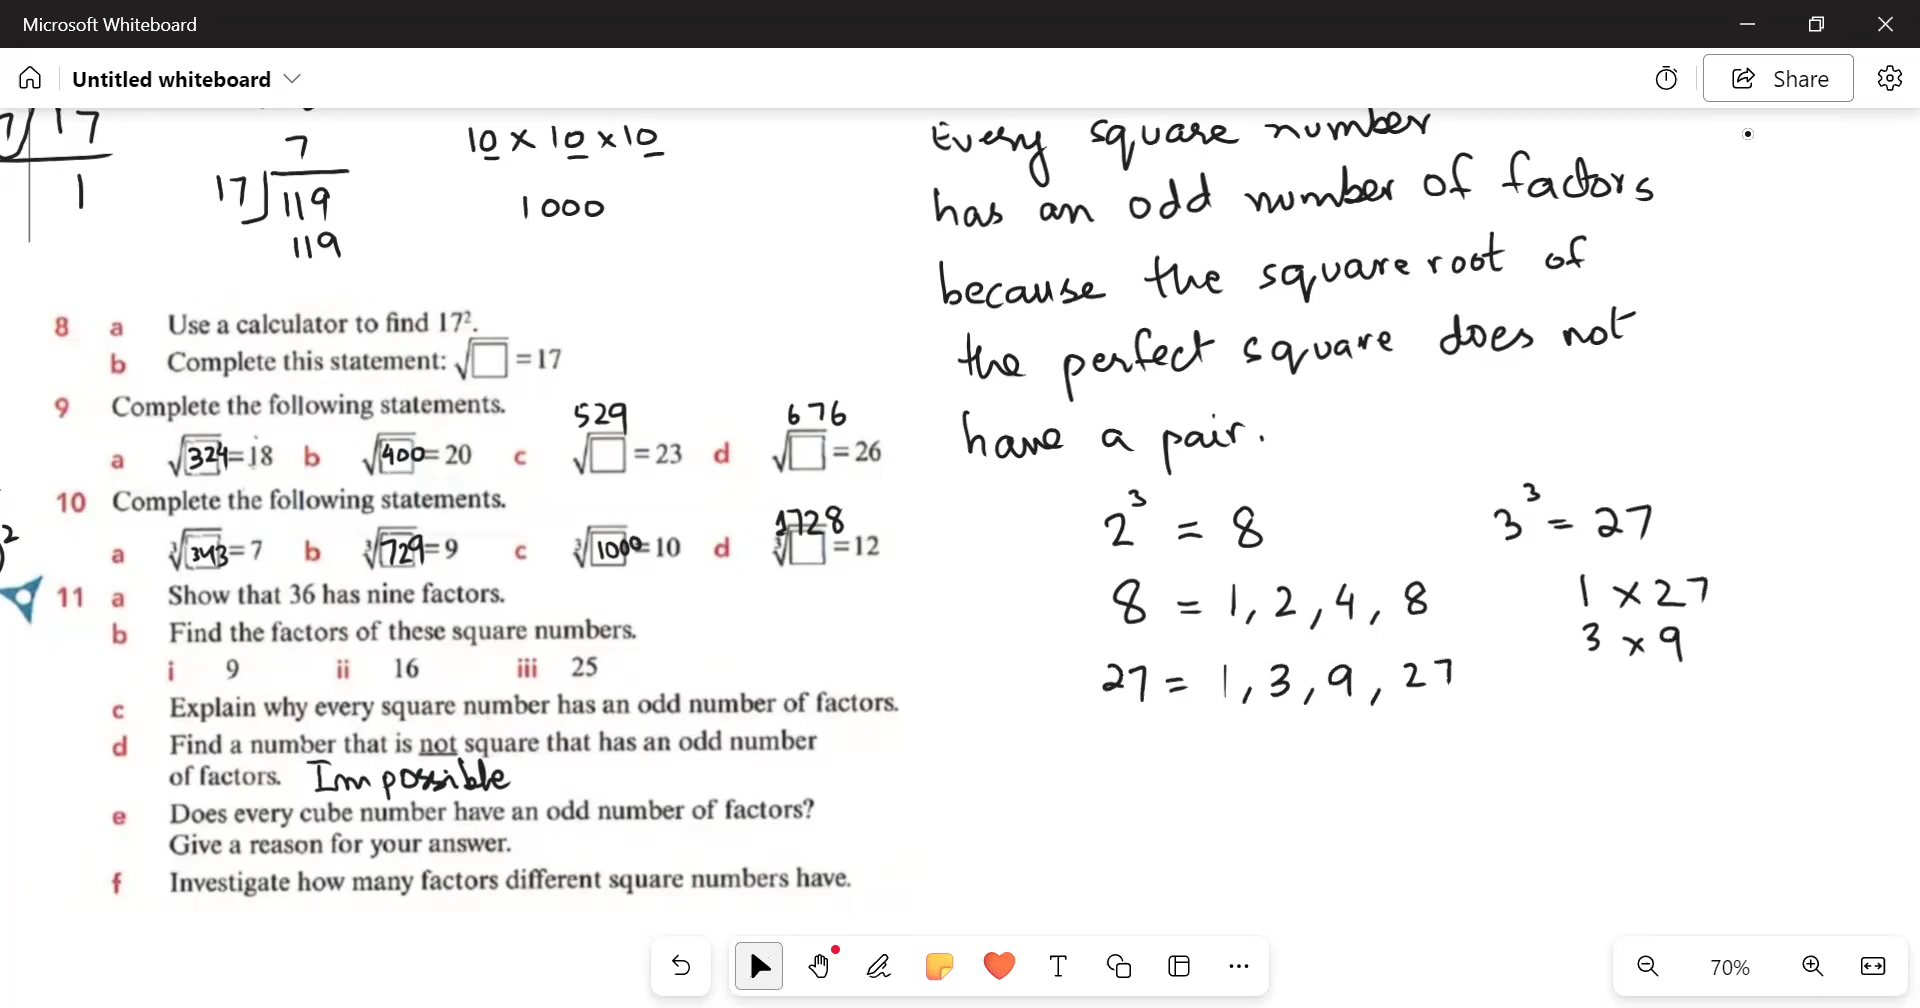 Microsoft Whiteboard
Untitled whiteboard
Share
17
1
7
17 119
119
10 × 10 × 10
1000
Every square number
has an odd number of factors
because the square root of
the perfect square does not
have a pair.
8 a Use a calculator to find 17².
b Complete this statement: √□ = 17
9 Complete the following statements.
529 676
a √324 = 18 b √400 = 20 c √□ = 23 d √□ = 26
10 Complete the following statements.
1728
a ∛343 = 7 b ∛729 = 9 c ∛1000 = 10 d ∛□ = 12
11 a Show that 36 has nine factors.
b Find the factors of these square numbers.
i 9 ii 16 iii 25
c Explain why every square number has an odd number of factors.
d Find a number that is not square that has an odd number
of factors. Impossible
e Does every cube number have an odd number of factors?
Give a reason for your answer.
f Investigate how many factors different square numbers have.
2³ = 8 3³ = 27
8 = 1, 2, 4, 8 1 × 27
3 × 9
27 = 1, 3, 9, 27
70%